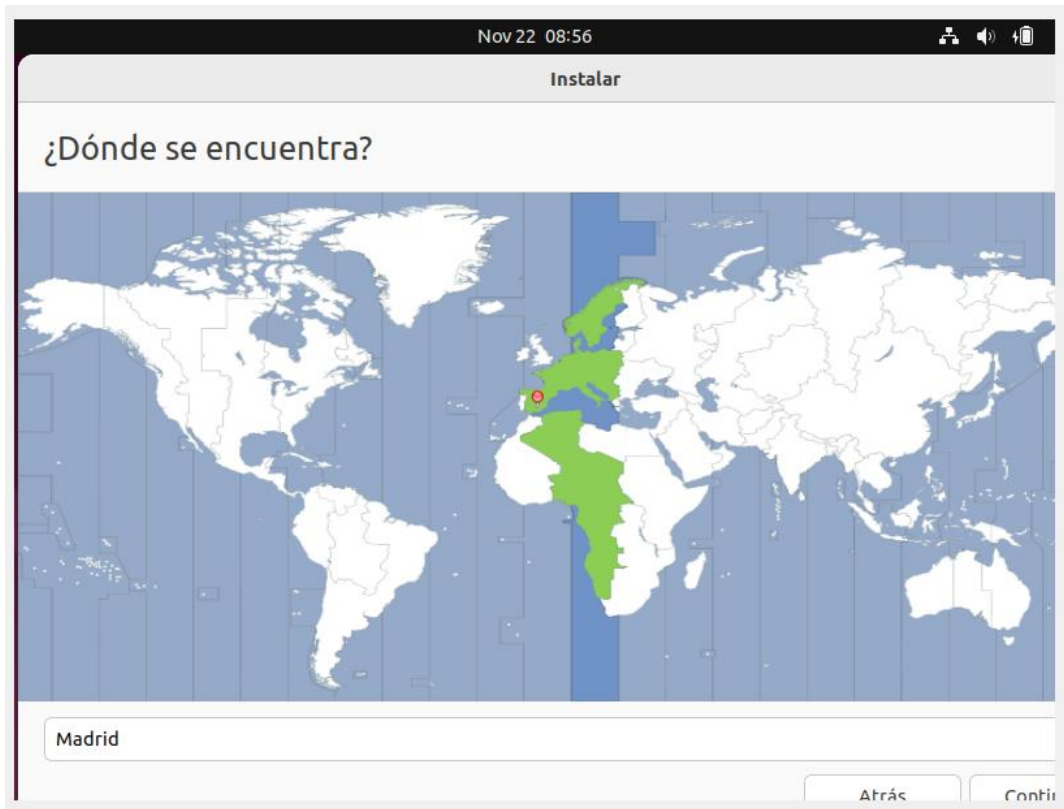 Nov 22 08:56
Instalar
¿Dónde se encuentra?
Madrid
Atrás